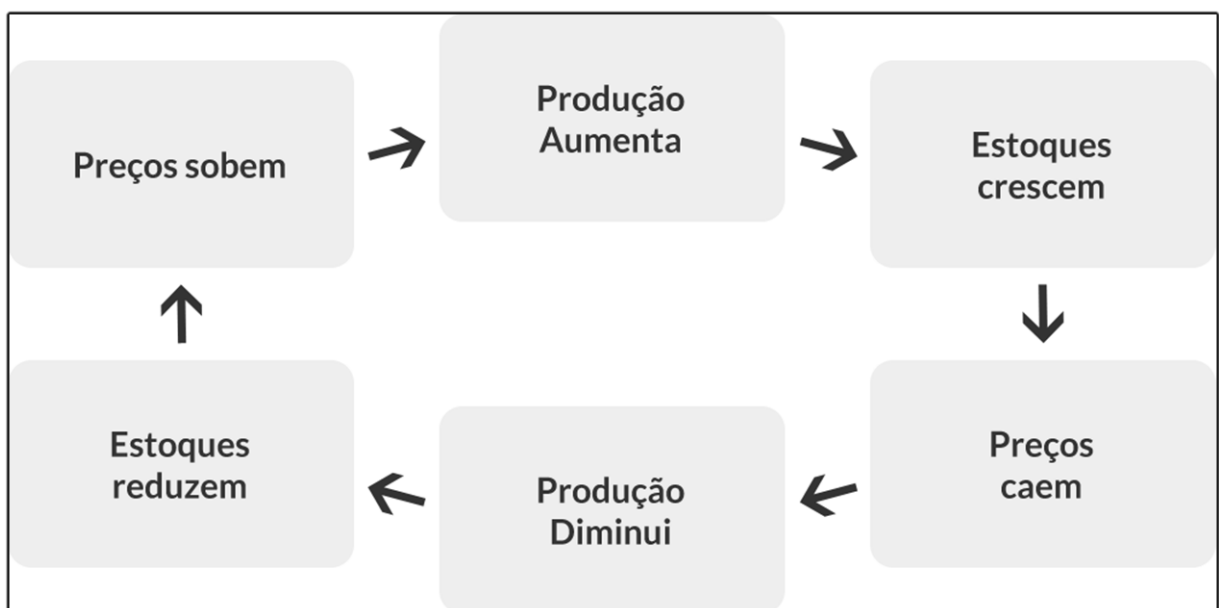 Preços sobem
Produção
Aumenta
Estoques
crescem
Preços
caem
Produção
Diminui
Estoques
reduzem